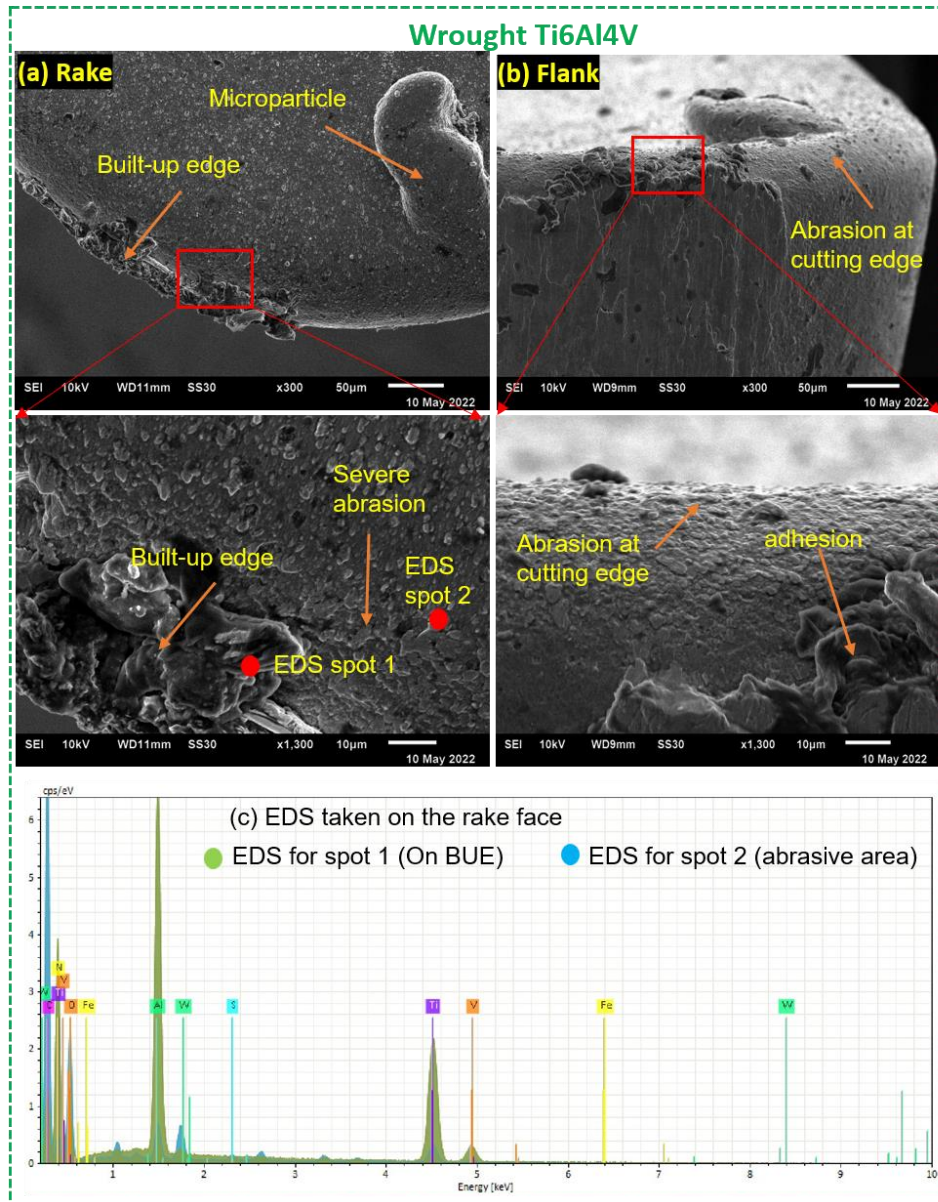 Wrought Ti6Al4V
(a) Rake
Microparticle
Built-up edge
SEI 10kV WD11mm SS30 x300 50µm
10 May 2022
(b) Flank
Abrasion at
cutting edge
SEI 10kV WD9mm SS30 x300 50µm
10 May 2022
Severe
abrasion
Built-up edge
EDS
spot 2
EDS spot 1
SEI 10kV WD11mm SS30 x1,300 10µm
10 May 2022
Abrasion at
cutting edge
adhesion
SEI 10kV WD9mm SS30 x1,300 10µm
10 May 2022
cps/eV
(c) EDS taken on the rake face
EDS for spot 1 (On BUE)
EDS for spot 2 (abrasive area)
6
5
4
3
2
1
0
N
V
C Ti O Fe Al W S Ti V Fe W
1 2 3 4 5 6 7 8 9 10
Energy [keV]